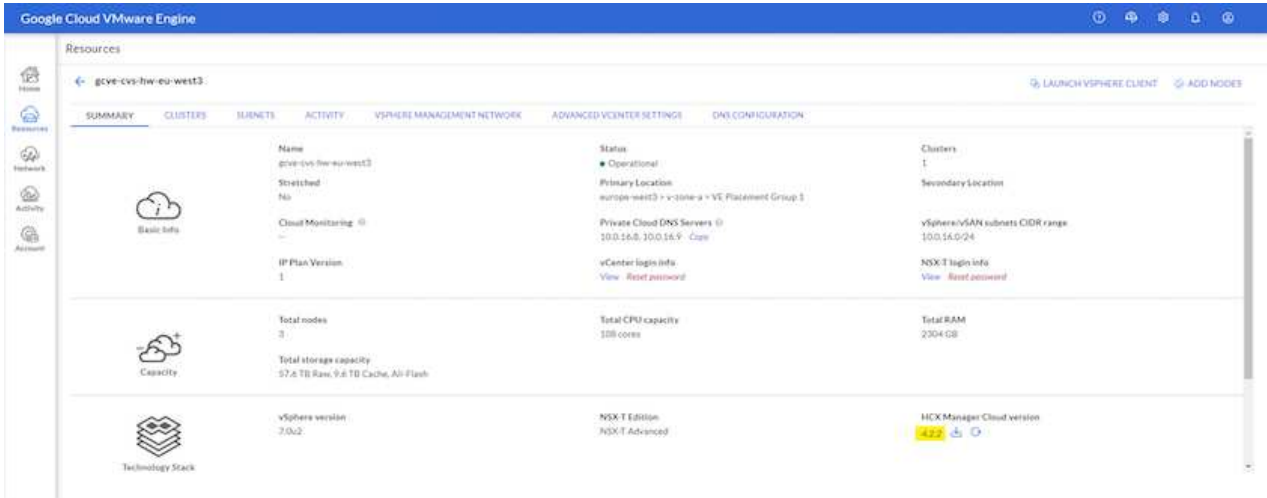 Google Cloud VMware Engine
Resources
Home
gcve-cvs-hw-eu-west3
LAUNCH VSPHERE CLIENT
ADD NODES
Resources
SUMMARY CLUSTERS SUBNETS ACTIVITY VSPHERE MANAGEMENT NETWORK ADVANCED VCENTER SETTINGS DNS CONFIGURATION
Network
Activity
Account
Basic Info
Name Status Clusters
gcve-cvs-hw-eu-west3 Operational 1
Stretched Primary Location Secondary Location
No europe-west3 > v-zone-a > VE Placement Group 1
Cloud Monitoring Private Cloud DNS Servers vSphere/vSAN subnets CIDR range
-- 10.0.16.8, 10.0.16.9 Copy 10.0.16.0/24
IP Plan Version vCenter login info NSX-T login info
1 View Reset password View Reset password
Capacity
Total nodes Total CPU capacity Total RAM
3 108 cores 2304 GB
Total storage capacity
57.6 TB Raw, 9.6 TB Cache, All-Flash
Technology Stack
vSphere version NSX-T Edition HCX Manager Cloud version
7.0u2 NSX-T Advanced 4.2.2